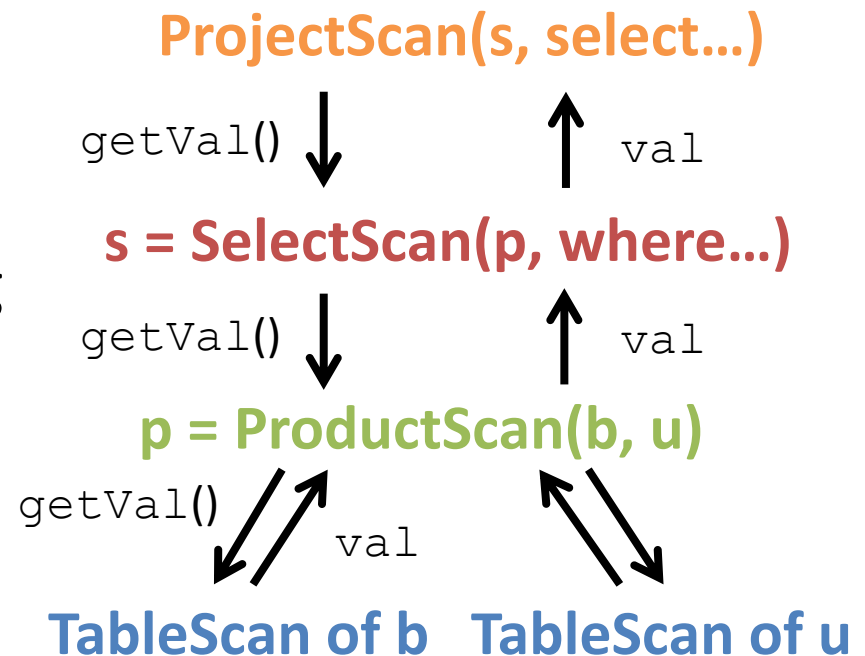 ProjectScan(s, select…)
getVal() val
s = SelectScan(p, where…)
getVal() val
p = ProductScan(b, u)
getVal()
val
TableScan of b TableScan of u